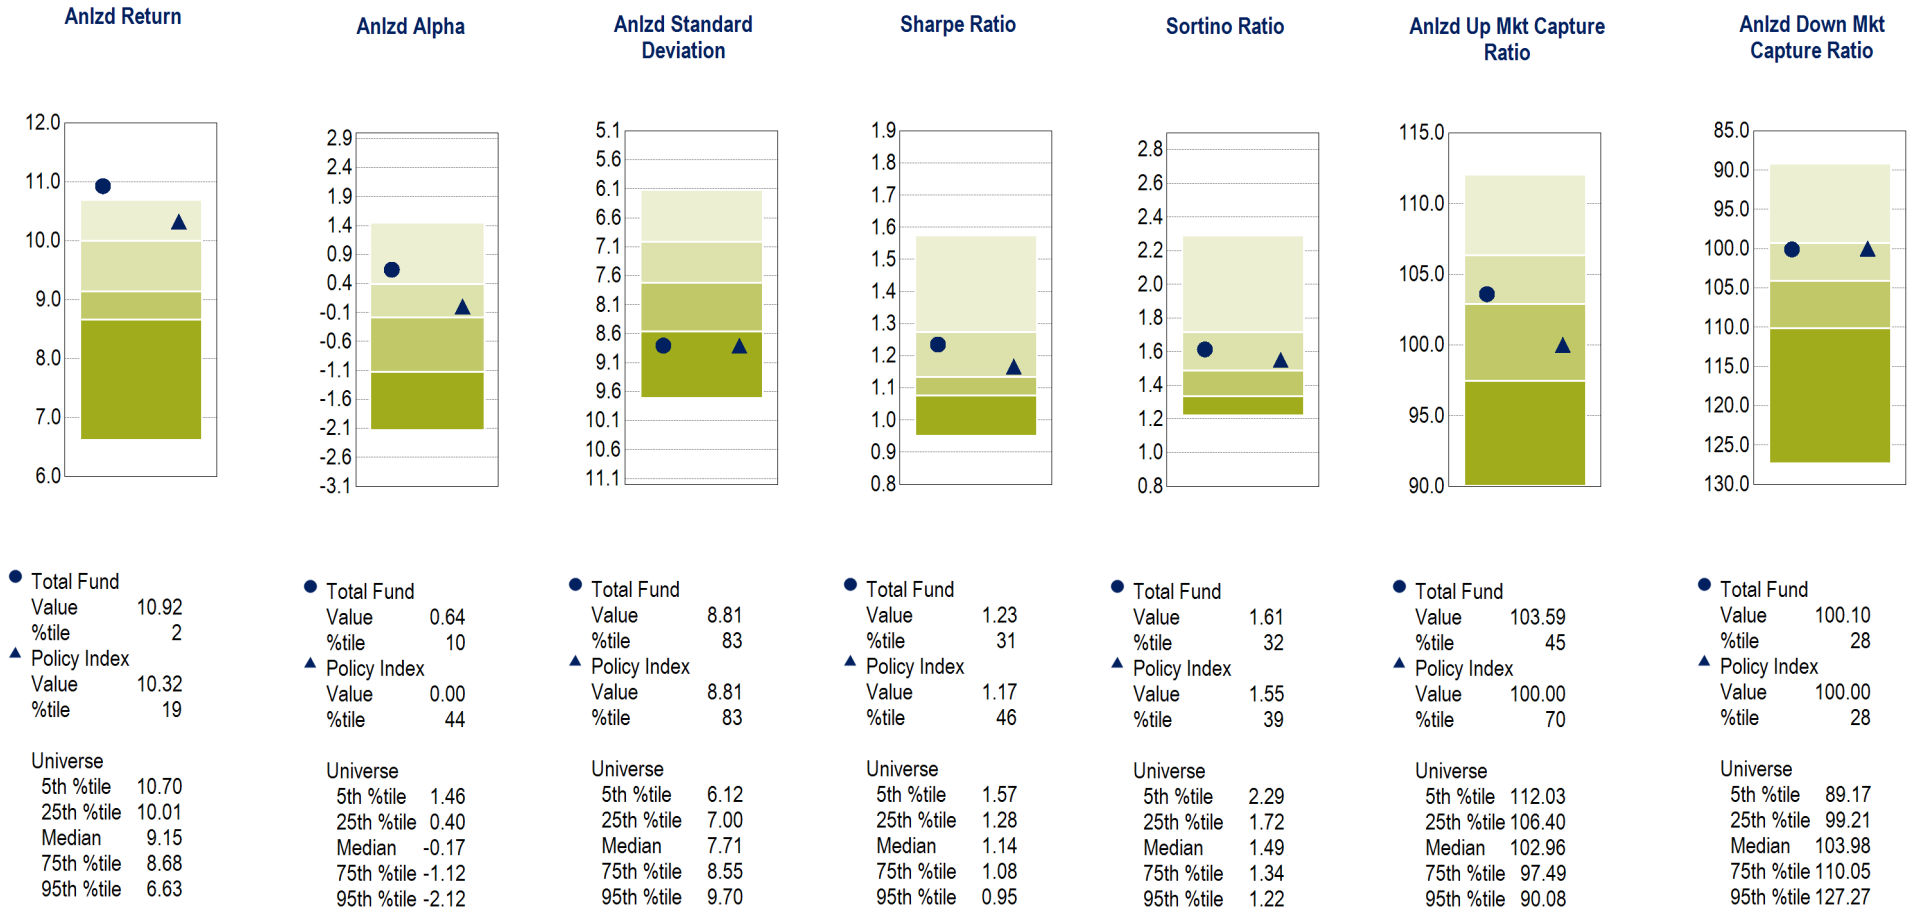 Anlzd Return
12.0
11.0
10.0
9.0
8.0
7.0
6.0
Total Fund
Value 10.92
%tile 2
Policy Index
Value 10.32
%tile 19
Universe
5th %tile 10.70
25th %tile 10.01
Median 9.15
75th %tile 8.68
95th %tile 6.63
Anlzd Alpha
2.9
2.4
1.9
1.4
0.9
0.4
-0.1
-0.6
-1.1
-1.6
-2.1
-2.6
-3.1
Total Fund
Value 0.64
%tile 10
Policy Index
Value 0.00
%tile 44
Universe
5th %tile 1.46
25th %tile 0.40
Median -0.17
75th %tile -1.12
95th %tile -2.12
Anlzd Standard
Deviation
5.1
5.6
6.1
6.6
7.1
7.6
8.1
8.6
9.1
9.6
10.1
10.6
11.1
Total Fund
Value 8.81
%tile 83
Policy Index
Value 8.81
%tile 83
Universe
5th %tile 6.12
25th %tile 7.00
Median 7.71
75th %tile 8.55
95th %tile 9.70
Sharpe Ratio
1.9
1.8
1.7
1.6
1.5
1.4
1.3
1.2
1.1
1.0
0.9
0.8
Total Fund
Value 1.23
%tile 31
Policy Index
Value 1.17
%tile 46
Universe
5th %tile 1.57
25th %tile 1.28
Median 1.14
75th %tile 1.08
95th %tile 0.95
Sortino Ratio
2.8
2.6
2.4
2.2
2.0
1.8
1.6
1.4
1.2
1.0
0.8
Total Fund
Value 1.61
%tile 32
Policy Index
Value 1.55
%tile 39
Universe
5th %tile 2.29
25th %tile 1.72
Median 1.49
75th %tile 1.34
95th %tile 1.22
Anlzd Up Mkt Capture
Ratio
115.0
110.0
105.0
100.0
95.0
90.0
Total Fund
Value 103.59
%tile 45
Policy Index
Value 100.00
%tile 70
Universe
5th %tile 112.03
25th %tile 106.40
Median 102.96
75th %tile 97.49
95th %tile 90.08
Anlzd Down Mkt
Capture Ratio
85.0
90.0
95.0
100.0
105.0
110.0
115.0
120.0
125.0
130.0
Total Fund
Value 100.10
%tile 28
Policy Index
Value 100.00
%tile 28
Universe
5th %tile 89.17
25th %tile 99.21
Median 103.98
75th %tile 110.05
95th %tile 127.27